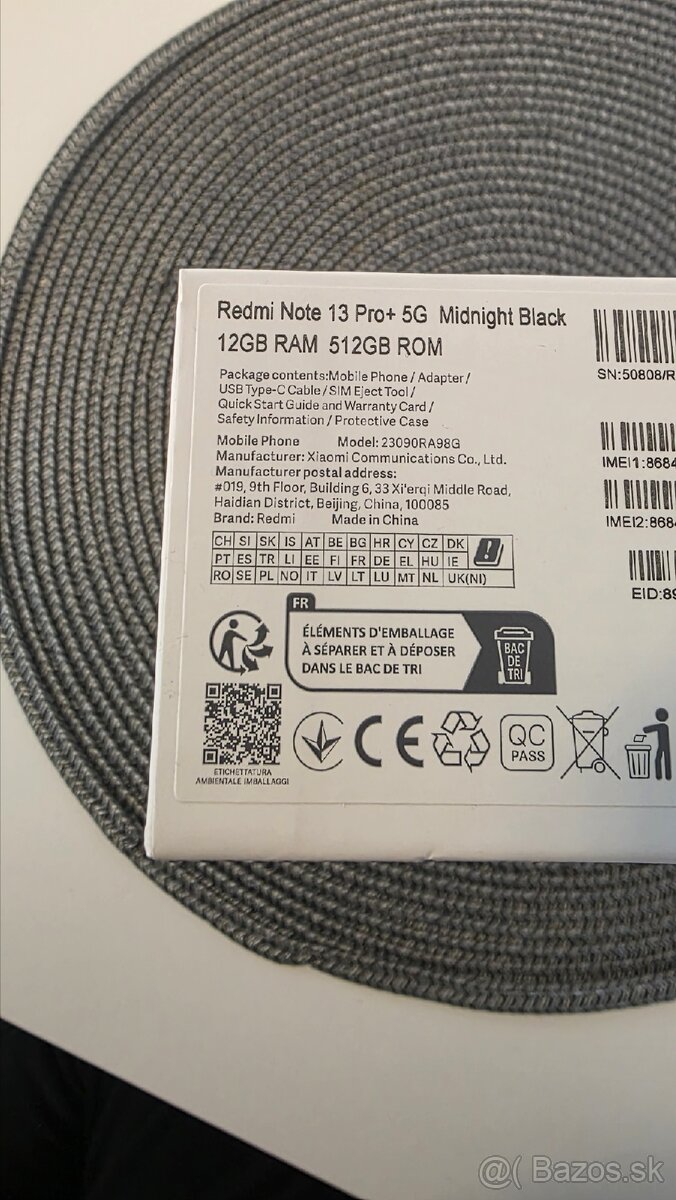 Redmi Note 13 Pro+ 5G Midnight Black
12GB RAM 512GB ROM
Package contents:Mobile Phone / Adapter /
USB Type-C Cable / SIM Eject Tool /
Quick Start Guide and Warranty Card /
Safety Information / Protective Case
Mobile Phone Model: 23090RA98G
Manufacturer: Xiaomi Communications Co., Ltd.
Manufacturer postal address:
#019, 9th Floor, Building 6, 33 Xi'erqi Middle Road,
Haidian District, Beijing, China, 100085
Brand: Redmi Made in China
CH SI SK IS AT BE BG HR CY CZ DK
PT ES TR LI EE FI FR DE EL HU IE
RO SE PL NO IT LV LT LU MT NL UK(NI)
SN:50808/R
IMEI1:8684
IMEI2:868
EID:89
FR
ÉLÉMENTS D'EMBALLAGE
À SÉPARER ET À DÉPOSER
DANS LE BAC DE TRI
BAC
DE
TRI
ETICHETTATURA
AMBIENTALE IMBALLAGGI
CE
QC
PASS
@( Bazos.sk